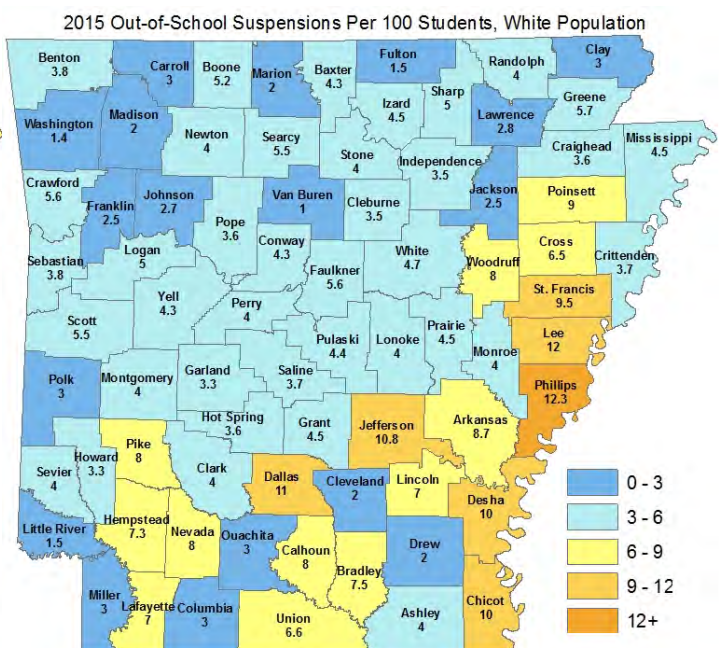 2015 Out-of-School Suspensions Per 100 Students, White Population
Benton
3.8
Carroll
3
Boone
5.2
Marion
2
Baxter
4.3
Fulton
1.5
Randolph
4
Clay
3
Washington
1.4
Madison
2
Newton
4
Searcy
5.5
Izard
4.5
Sharp
5
Lawrence
2.8
Greene
5.7
Stone
4
Independence
3.5
Craighead
3.6
Mississippi
4.5
Crawford
5.6
Franklin
2.5
Johnson
2.7
Pope
3.6
Van Buren
1
Cleburne
3.5
Jackson
2.5
Poinsett
9
Sebastian
3.8
Logan
5
Conway
4.3
Faulkner
5.6
White
4.7
Woodruff
8
Cross
6.5
Crittenden
3.7
Scott
5.5
Yell
4.3
Perry
4
Pulaski
4.4
Lonoke
4
Prairie
4.5
Monroe
4
St. Francis
9.5
Lee
12
Polk
3
Montgomery
4
Garland
3.3
Saline
3.7
Phillips
12.3
Hot Spring
3.6
Grant
4.5
Jefferson
10.8
Arkansas
8.7
Sevier
4
Howard
3.3
Pike
8
Clark
4
Dallas
11
Cleveland
2
Lincoln
7
Desha
10
Little River
1.5
Hempstead
7.3
Nevada
8
Ouachita
3
Calhoun
8
Bradley
7.5
Drew
2
Miller
3
Lafayette
7
Columbia
3
Union
6.6
Ashley
4
Chicot
10
0 - 3
3 - 6
6 - 9
9 - 12
12+